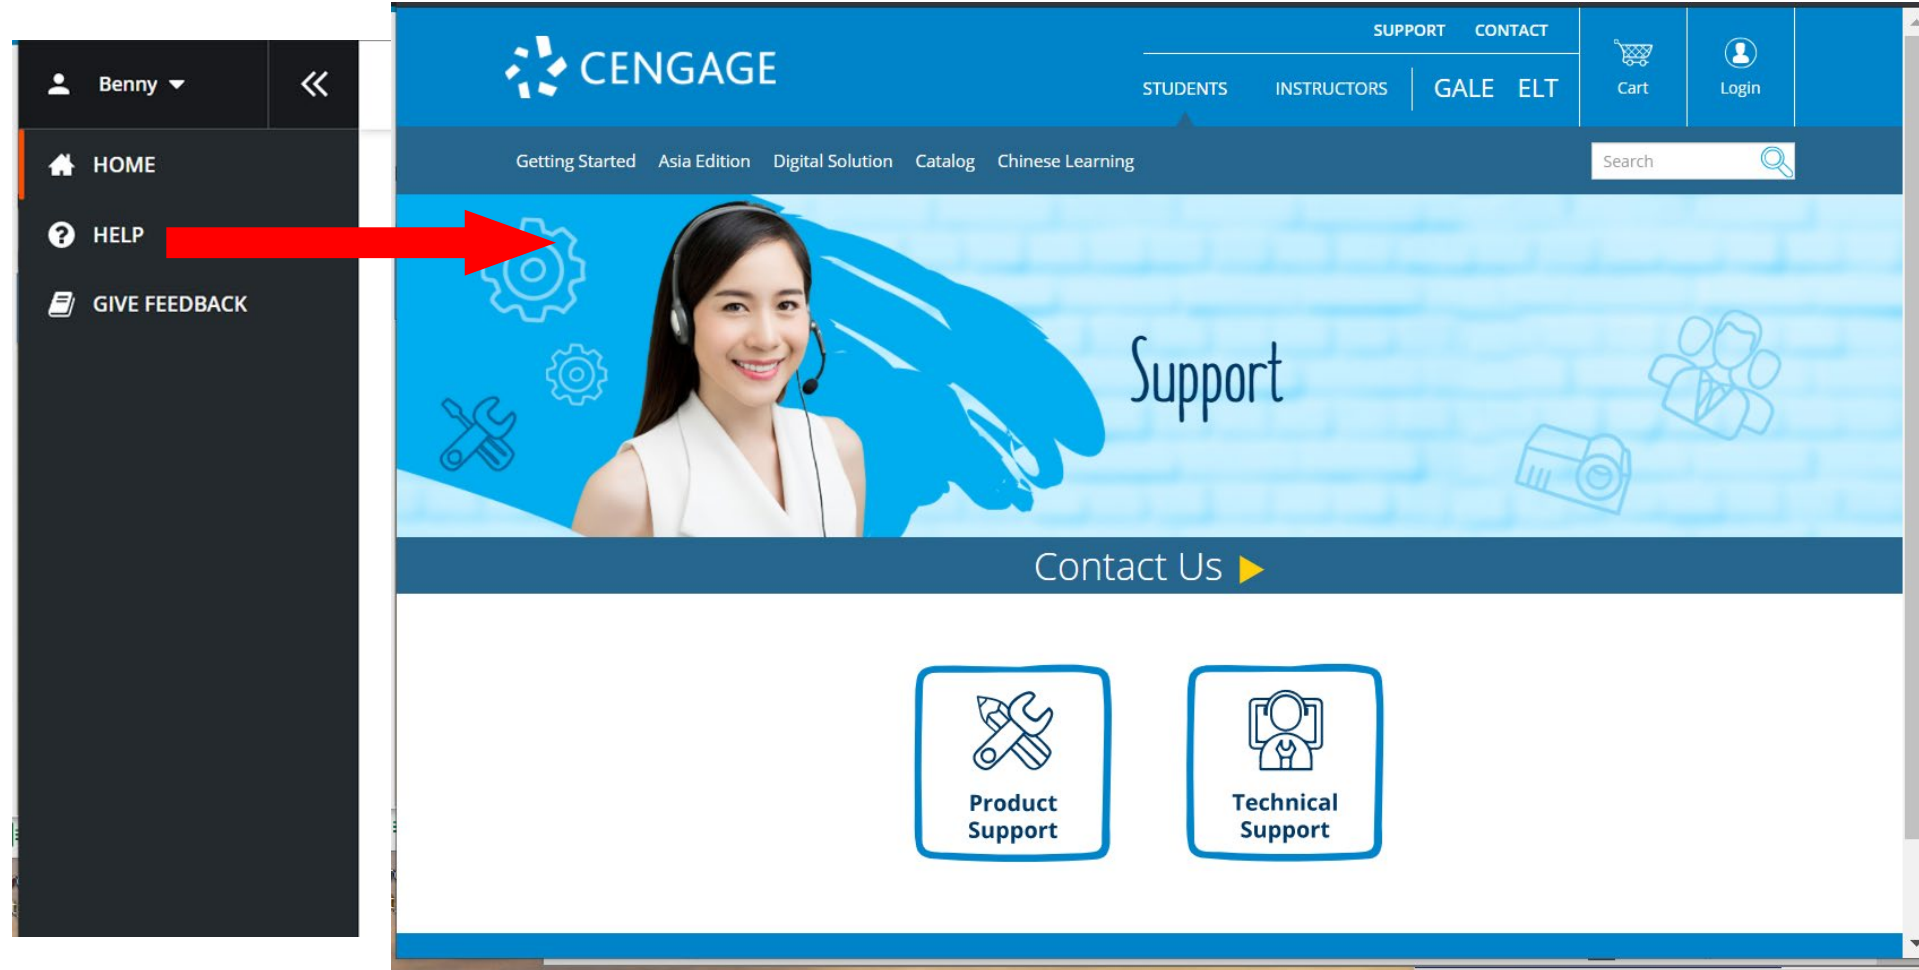 Benny
HOME
HELP
GIVE FEEDBACK
CENGAGE
SUPPORT CONTACT
STUDENTS INSTRUCTORS GALE ELT
Cart
Login
Getting Started Asia Edition Digital Solution Catalog Chinese Learning
Search
Support
Contact Us
Product
Support
Technical
Support